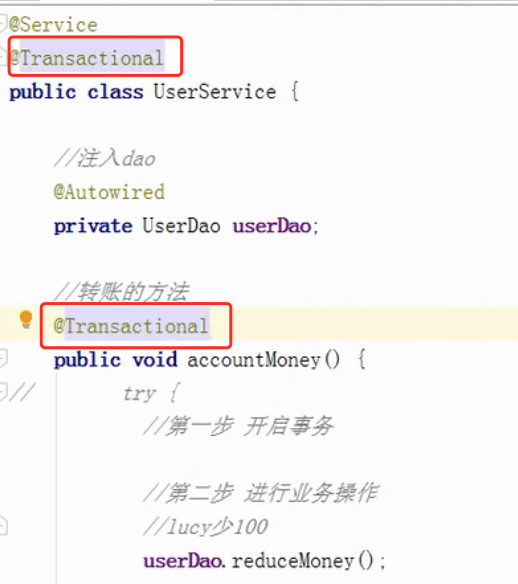 @Service
@Transactional
public class UserService {
//注入dao
@Autowired
private UserDao userDao;
//转账的方法
@Transactional
public void accountMoney() {
// try {
//第一步 开启事务
//第二步 进行业务操作
//lucy少100
userDao.reduceMoney();